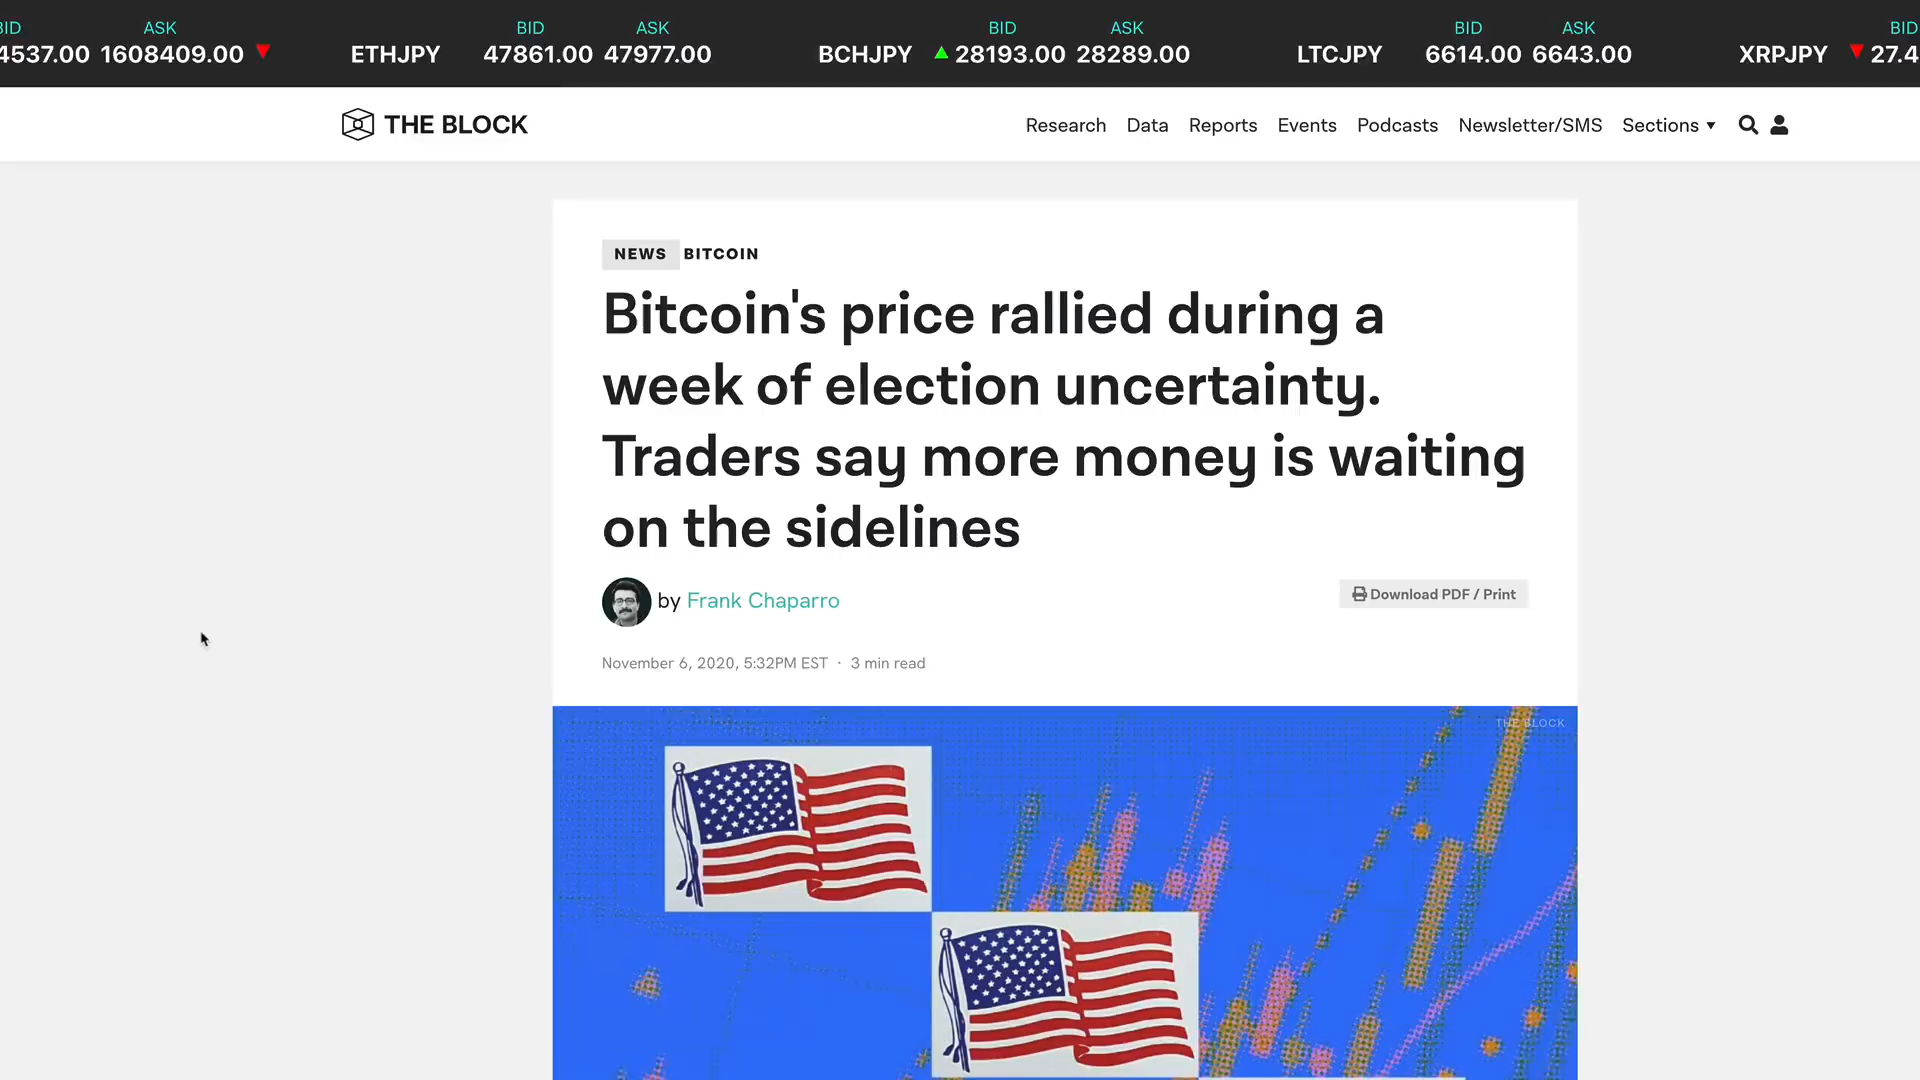 BID ASK BID ASK BID ASK BID ASK BID
4537.00 1608409.00 ETHJPY 47861.00 47977.00 BCHJPY 28193.00 28289.00 LTCJPY 6614.00 6643.00 XRPJPY 27.4
THE BLOCK Research Data Reports Events Podcasts Newsletter/SMS Sections
NEWS BITCOIN
Bitcoin's price rallied during a
week of election uncertainty.
Traders say more money is waiting
on the sidelines
by Frank Chaparro Download PDF / Print
November 6, 2020, 5:32PM EST · 3 min read
THE BLOCK